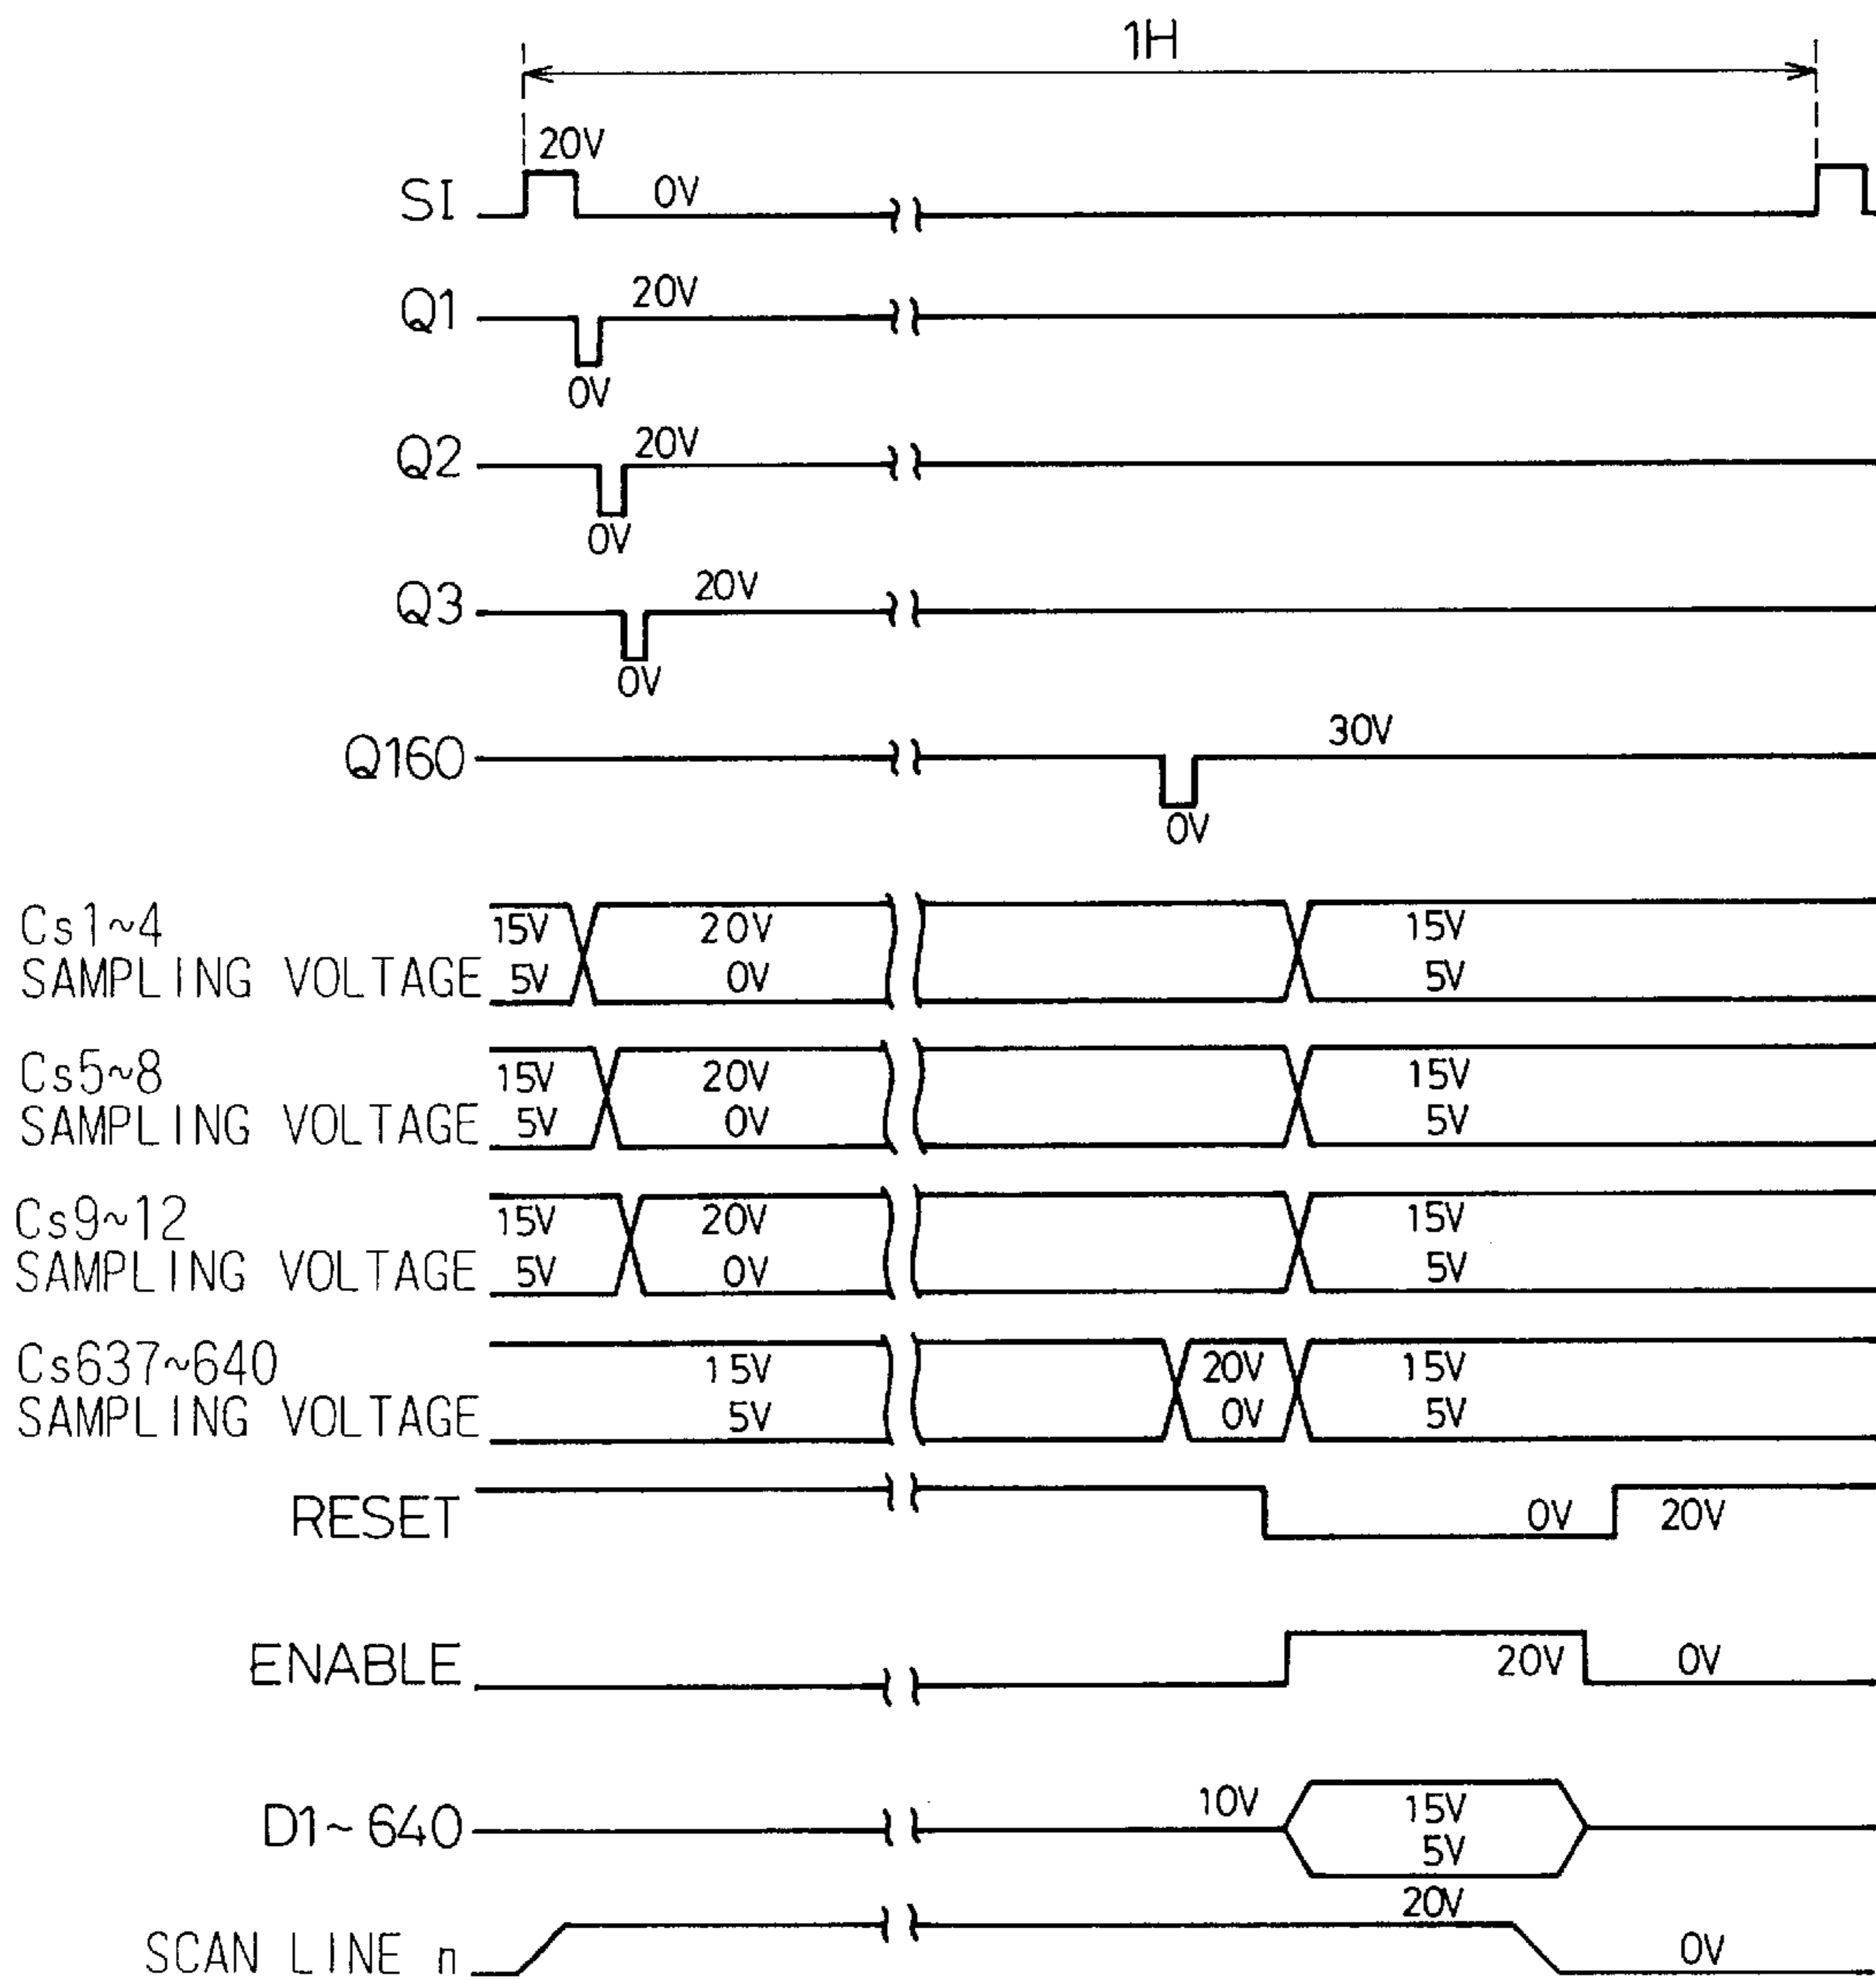 1H
20V
SI 0V
Q1 20V
0V
Q2 20V
0V
Q3 20V
0V
Q160 30V
0V
Cs1~4 15V 20V 15V
SAMPLING VOLTAGE 5V 0V 5V
Cs5~8 15V 20V 15V
SAMPLING VOLTAGE 5V 0V 5V
Cs9~12 15V 20V 15V
SAMPLING VOLTAGE 5V 0V 5V
Cs637~640 15V 20V 15V
SAMPLING VOLTAGE 5V 0V 5V
RESET 0V 20V
ENABLE 20V 0V
D1~640 10V 15V
5V
20V
SCAN LINE n 0V